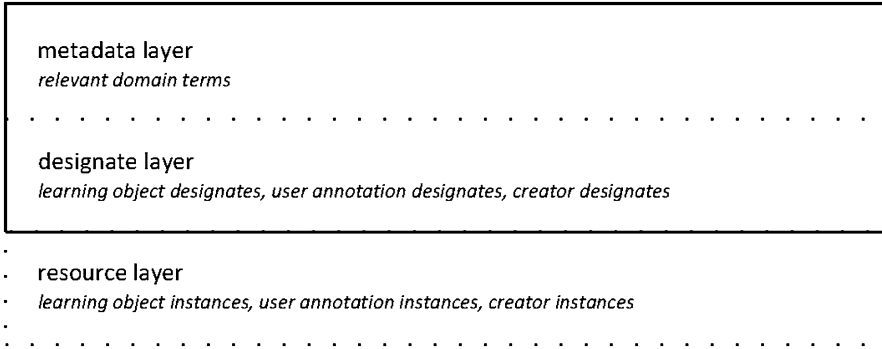 metadata layer
relevant domain terms
designate layer
learning object designates, user annotation designates, creator designates
resource layer
learning object instances, user annotation instances, creator instances